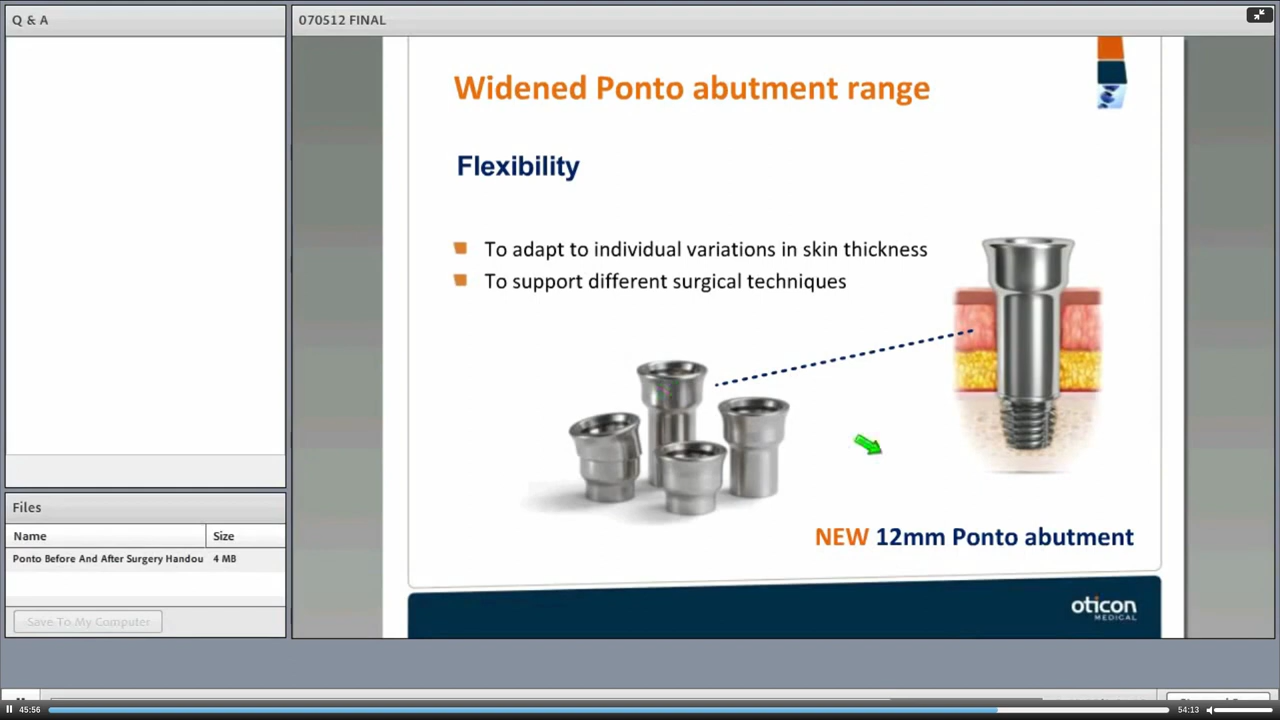 Q & A
070512 FINAL
Widened Ponto abutment range
Flexibility
To adapt to individual variations in skin thickness
To support different surgical techniques
NEW 12mm Ponto abutment
oticon
MEDICAL
Files
Name Size
Ponto Before And After Surgery Handou 4 MB
Save To My Computer
45:56
54:13